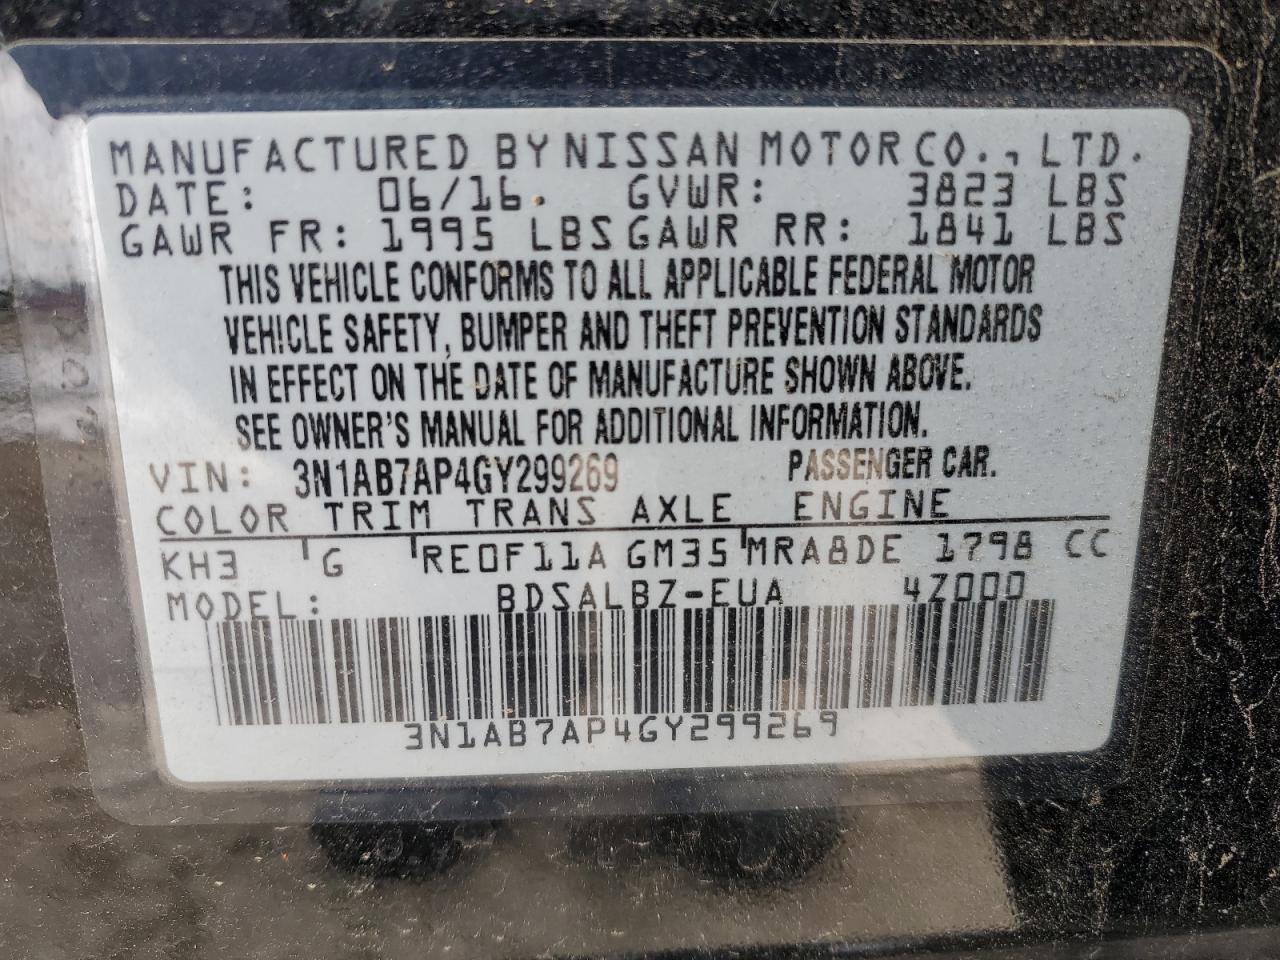 MANUFACTURED BY NISSAN MOTOR CO., LTD.
DATE: 06/16. GVWR: 3823 LBS
GAWR FR: 1995 LBS GAWR RR: 1841 LBS
THIS VEHICLE CONFORMS TO ALL APPLICABLE FEDERAL MOTOR
VEHICLE SAFETY, BUMPER AND THEFT PREVENTION STANDARDS
IN EFFECT ON THE DATE OF MANUFACTURE SHOWN ABOVE.
SEE OWNER'S MANUAL FOR ADDITIONAL INFORMATION.
VIN: 3N1AB7AP4GY299269 PASSENGER CAR.
COLOR TRIM TRANS AXLE ENGINE
KH3 G RE0F11A GM35 MRA8DE 1798 CC
MODEL: BDSALBZ-EUA 4Z000
3N1AB7AP4GY299269